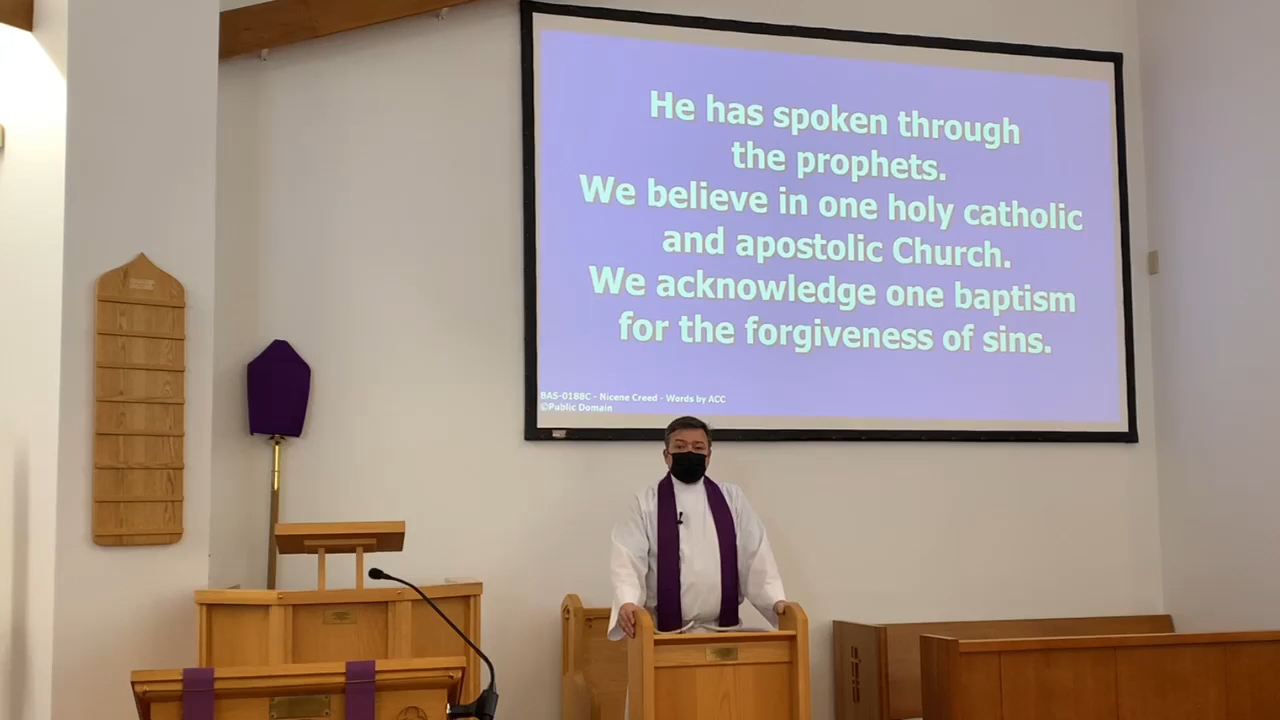 He has spoken through
the prophets.
We believe in one holy catholic
and apostolic Church.
We acknowledge one baptism
for the forgiveness of sins.
BAS-0188C - Nicene Creed - Words by ACC
©Public Domain